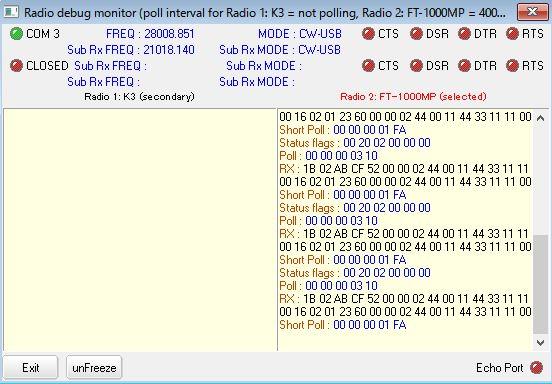 Radio debug monitor (poll interval for Radio 1: K3 = not polling, Radio 2: FT-1000MP = 400...
COM 3 FREQ : 28008.851 MODE : CW-USB CTS DSR DTR RTS
Sub Rx FREQ : 21018.140 Sub Rx MODE : CW-USB
CLOSED Sub Rx FREQ : Sub Rx MODE : CTS DSR DTR RTS
Sub Rx FREQ : Sub Rx MODE :
Radio 1: K3 (secondary) Radio 2: FT-1000MP (selected)
00 16 02 01 23 60 00 00 02 44 00 11 44 33 11 11 00
Short Poll : 00 00 00 01 FA
Status flags : 00 20 02 00 00 00
Poll : 00 00 00 03 10
RX : 1B 02 AB CF 52 00 00 02 44 00 11 44 33 11 11
00 16 02 01 23 60 00 00 02 44 00 11 44 33 11 11 00
Short Poll : 00 00 00 01 FA
Status flags : 00 20 02 00 00 00
Poll : 00 00 00 03 10
RX : 1B 02 AB CF 52 00 00 02 44 00 11 44 33 11 11
00 16 02 01 23 60 00 00 02 44 00 11 44 33 11 11 00
Short Poll : 00 00 00 01 FA
Status flags : 00 20 02 00 00 00
Poll : 00 00 00 03 10
RX : 1B 02 AB CF 52 00 00 02 44 00 11 44 33 11 11
00 16 02 01 23 60 00 00 02 44 00 11 44 33 11 11 00
Short Poll : 00 00 00 01 FA
Exit unFreeze Echo Port